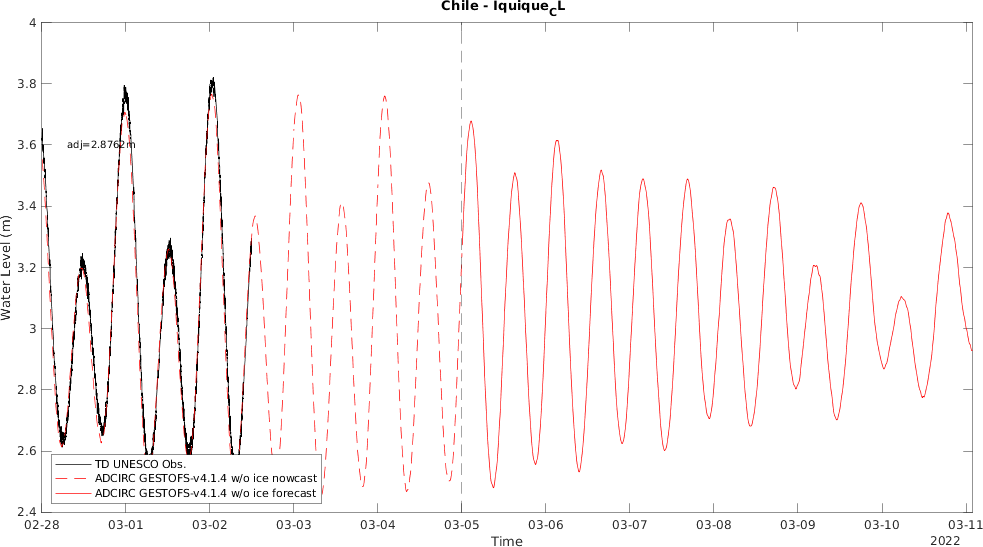 Chile - Iquique_CL
4
3.8
3.6
3.4
3.2
3
2.8
2.6
2.4
Water Level (m)
adj=2.8762m
TD UNESCO Obs.
ADCIRC GESTOFS-v4.1.4 w/o ice nowcast
ADCIRC GESTOFS-v4.1.4 w/o ice forecast
02-28 03-01 03-02 03-03 03-04 03-05 03-06 03-07 03-08 03-09 03-10 03-11
Time
2022